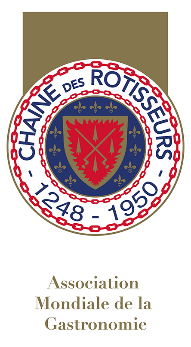 CHAINE DES ROTISSEURS
- 1248 - 1950 -
Association
Mondiale de la
Gastronomie